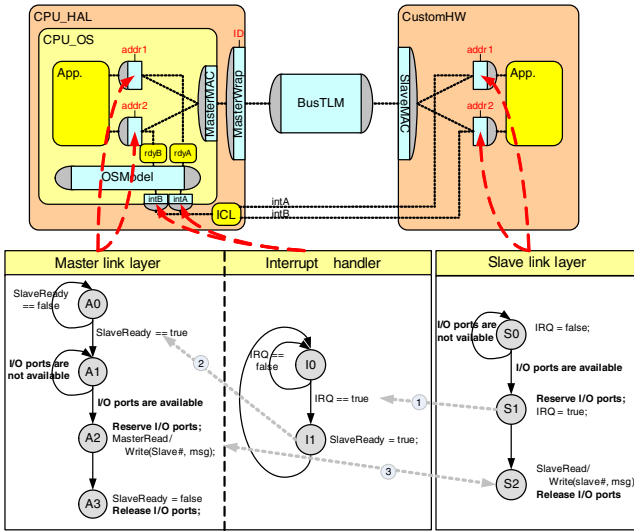 CPU_HAL
CustomHW
CPU_OS
ID
addr1
addr1
App.
App.
MasterMAC
MasterWrap
BusTLM
SlaveMAC
addr2
addr2
rdyB
rdyA
OSModel
intB
intA
ICL
intA
intB
Master link layer
Interrupt handler
Slave link layer
SlaveReady
== false
A0
SlaveReady == true
I/O ports are
not available
A1
I/O ports are available
Reserve I/O ports;
A2
MasterRead/
Write(Slave#, msg);
SlaveReady = false
A3
Release I/O ports;
IRQ ==
false
I0
IRQ == true
I1
SlaveReady = true;
2
1
3
I/O ports are
not vailable
S0
IRQ = false;
I/O ports are available
Reserve I/O ports;
S1
IRQ = true;
SlaveRead/
S2
Write(slave#, msg)
Release I/O ports